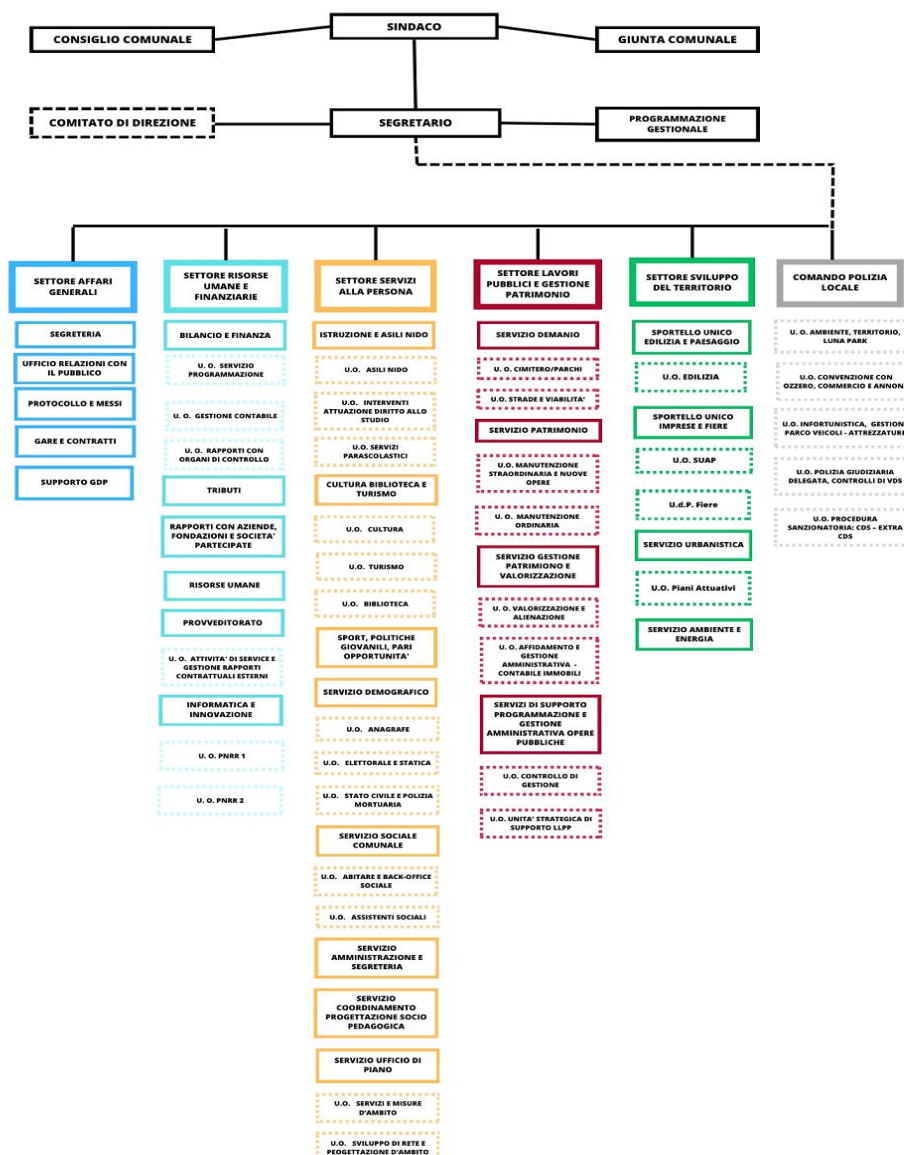 SINDACO
CONSIGLIO COMUNALE
GIUNTA COMUNALE
COMITATO DI DIREZIONE
SEGRETARIO
PROGRAMMAZIONE
GESTIONALE
SETTORE AFFARI
GENERALI
SEGRETERIA
UFFICIO RELAZIONI CON
IL PUBBLICO
PROTOCOLLO E MESSI
GARE E CONTRATTI
SUPPORTO GDP
SETTORE RISORSE
UMANE E
FINANZIARIE
BILANCIO E FINANZA
U. O. SERVIZIO
PROGRAMMAZIONE
U. O. GESTIONE CONTABILE
U. O. RAPPORTI CON
ORGANI DI CONTROLLO
TRIBUTI
RAPPORTI CON AZIENDE,
FONDAZIONI E SOCIETA'
PARTECIPATE
RISORSE UMANE
PROVVEDITORATO
U. O. ATTIVITA' DI SERVICE E
GESTIONE RAPPORTI
CONTRATTUALI ESTERNI
INFORMATICA E
INNOVAZIONE
U. O. PNRR 1
U. O. PNRR 2
SETTORE SERVIZI
ALLA PERSONA
ISTRUZIONE E ASILI NIDO
U.O. ASILI NIDO
U.O. INTERVENTI
ATTUAZIONE DIRITTO ALLO
STUDIO
U.O. SERVIZI
PARASCOLASTICI
CULTURA BIBLIOTECA E
TURISMO
U.O. CULTURA
U.O. TURISMO
U.O. BIBLIOTECA
SPORT, POLITICHE
GIOVANILI, PARI
OPPORTUNITA'
SERVIZIO DEMOGRAFICO
U.O. ANAGRAFE
U.O. ELETTORALE E STATICA
U.O. STATO CIVILE E POLIZIA
MORTUARIA
SERVIZIO SOCIALE
COMUNALE
U.O. ABITARE E BACK-OFFICE
SOCIALE
U.O. ASSISTENTI SOCIALI
SERVIZIO
AMMINISTRAZIONE E
SEGRETERIA
SERVIZIO
COORDINAMENTO
PROGETTAZIONE SOCIO
PEDAGOGICA
SERVIZIO UFFICIO DI
PIANO
U.O. SERVIZI E MISURE
D'AMBITO
U.O. SVILUPPO DI RETE E
PEOGETTAZIONE D'AMBITO
SETTORE LAVORI
PUBBLICI E GESTIONE
PATRIMONIO
SERVIZIO DEMANIO
U. O. CIMITERO/PARCHI
U.O. STRADE E VIABILITA'
SERVIZIO PATRIMONIO
U.O. MANUTENZIONE
STRAORDINARIA E NUOVE
OPERE
U. O. MANUTENZIONE
ORDINARIA
SERVIZIO GESTIONE
PATRIMIONO E
VALORIZZAZIONE
U. O. VALORIZZAZIONE E
ALIENAZIONE
U. O. AFFIDAMENTO E
GESTIONE
AMMINISTRATIVA -
CONTABILE IMMOBILI
SERVIZI DI SUPPORTO
PROGRAMMAZIONE E
GESTIONE
AMMINISTRATIVA OPERE
PUBBLICHE
U.O. CONTROLLO DI
GESTIONE
U.O. UNITA' STRATEGICA DI
SUPPORTO LLPP
SETTORE SVILUPPO
DEL TERRITORIO
SPORTELLO UNICO
EDILIZIA E PAESAGGIO
U.O. EDILIZIA
SPORTELLO UNICO
IMPRESE E FIERE
U.O. SUAP
U.d.P. Fiere
SERVIZIO URBANISTICA
U.O. Piani Attuativi
SERVIZIO AMBIENTE E
ENERGIA
COMANDO POLIZIA
LOCALE
U. O. AMBIENTE, TERRITORIO,
LUNA PARK
U.O. CONVENZIONE CON
OZZERO, COMMERCIO E ANNON
U.O. INFORTUNISTICA, GESTION
PARCO VEICOLI - ATTREZZATUR
U.O. POLIZIA GIUDIZIARIA
DELEGATA, CONTROLLI DI VDS
U.O. PROCEDURA
SANZIONATORIA: CDS – EXTRA
CDS